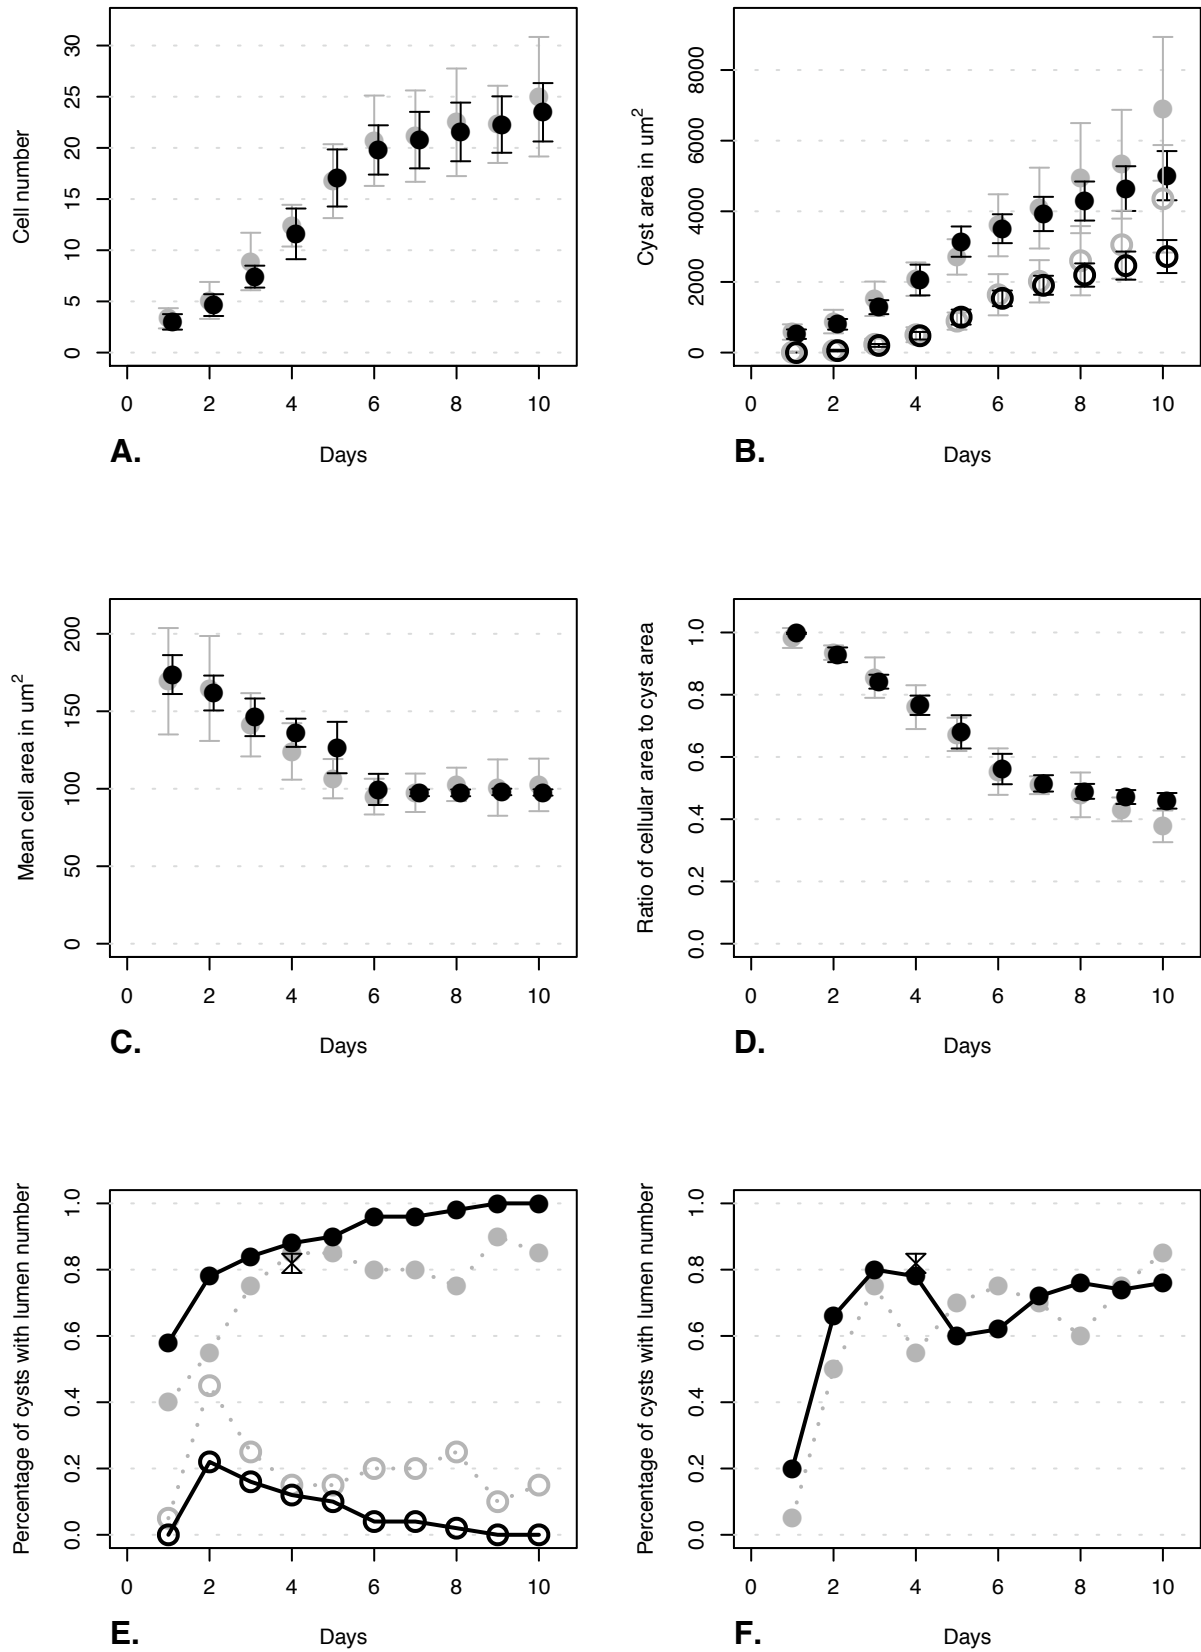 Cell number
30
25
20
15
10
5
0
0 2 4 6 8 10
A. Days
Cyst area in um²
8000
6000
4000
2000
0
0 2 4 6 8 10
B. Days
Mean cell area in um²
200
150
100
50
0
0 2 4 6 8 10
C. Days
Ratio of cellular area to cyst area
1.0
0.8
0.6
0.4
0.2
0.0
0 2 4 6 8 10
D. Days
Percentage of cysts with lumen number
1.0
0.8
0.6
0.4
0.2
0.0
0 2 4 6 8 10
E. Days
Percentage of cysts with lumen number
1.0
0.8
0.6
0.4
0.2
0.0
0 2 4 6 8 10
F. Days